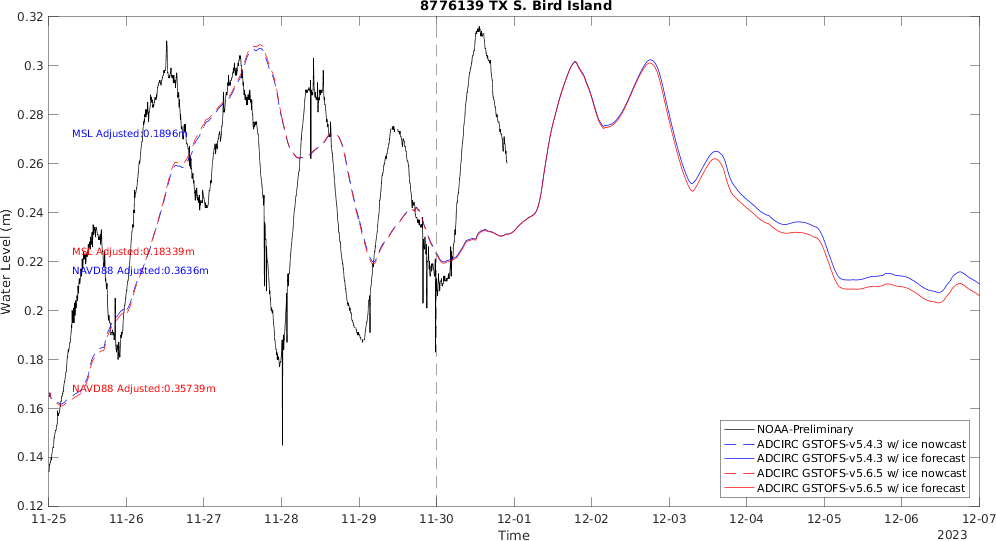 8776139 TX S. Bird Island
0.32
0.3
0.28
0.26
0.24
0.22
0.2
0.18
0.16
0.14
0.12
Water Level (m)
MSL Adjusted:0.1896m
MSL Adjusted:0.18339m
NAVD88 Adjusted:0.3636m
NAVD88 Adjusted:0.35739m
NOAA-Preliminary
ADCIRC GSTOFS-v5.4.3 w/ ice nowcast
ADCIRC GSTOFS-v5.4.3 w/ ice forecast
ADCIRC GSTOFS-v5.6.5 w/ ice nowcast
ADCIRC GSTOFS-v5.6.5 w/ ice forecast
11-25 11-26 11-27 11-28 11-29 11-30 12-01 12-02 12-03 12-04 12-05 12-06 12-07
Time
2023